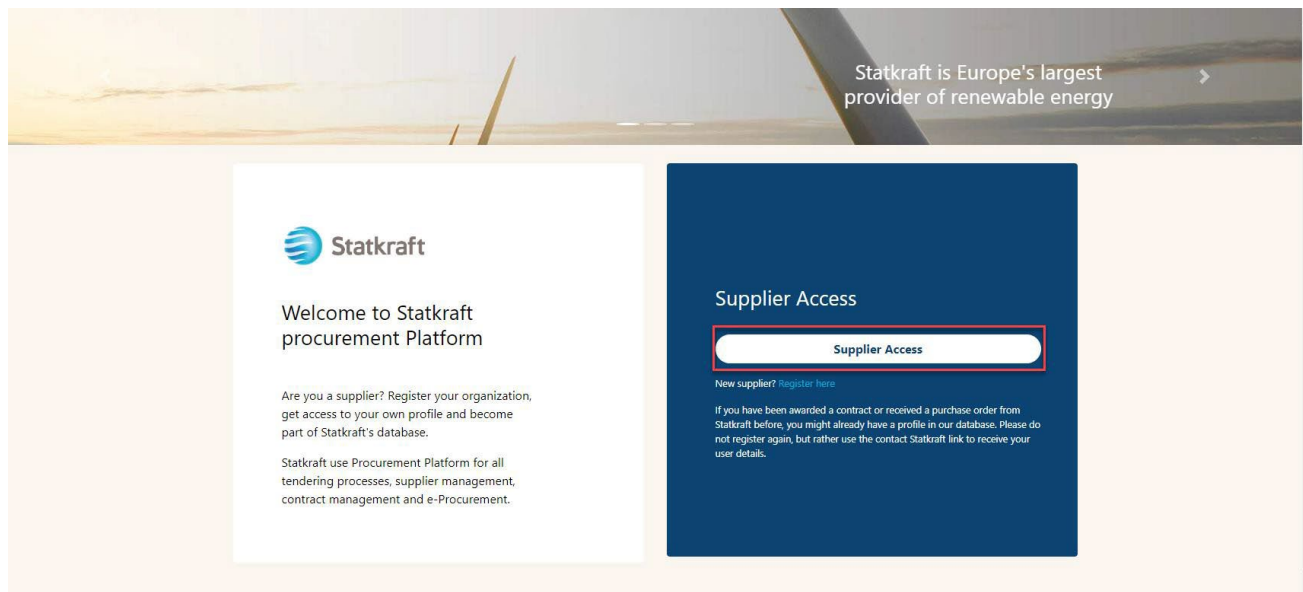 Statkraft is Europe's largest
provider of renewable energy
Statkraft
Welcome to Statkraft
procurement Platform
Are you a supplier? Register your organization,
get access to your own profile and become
part of Statkraft's database.
Statkraft use Procurement Platform for all
tendering processes, supplier management,
contract management and e-Procurement.
Supplier Access
Supplier Access
New supplier? Register here
If you have been awarded a contract or received a purchase order from
Statkraft before, you might already have a profile in our database. Please do
not register again, but rather use the contact Statkraft link to receive your
user details.